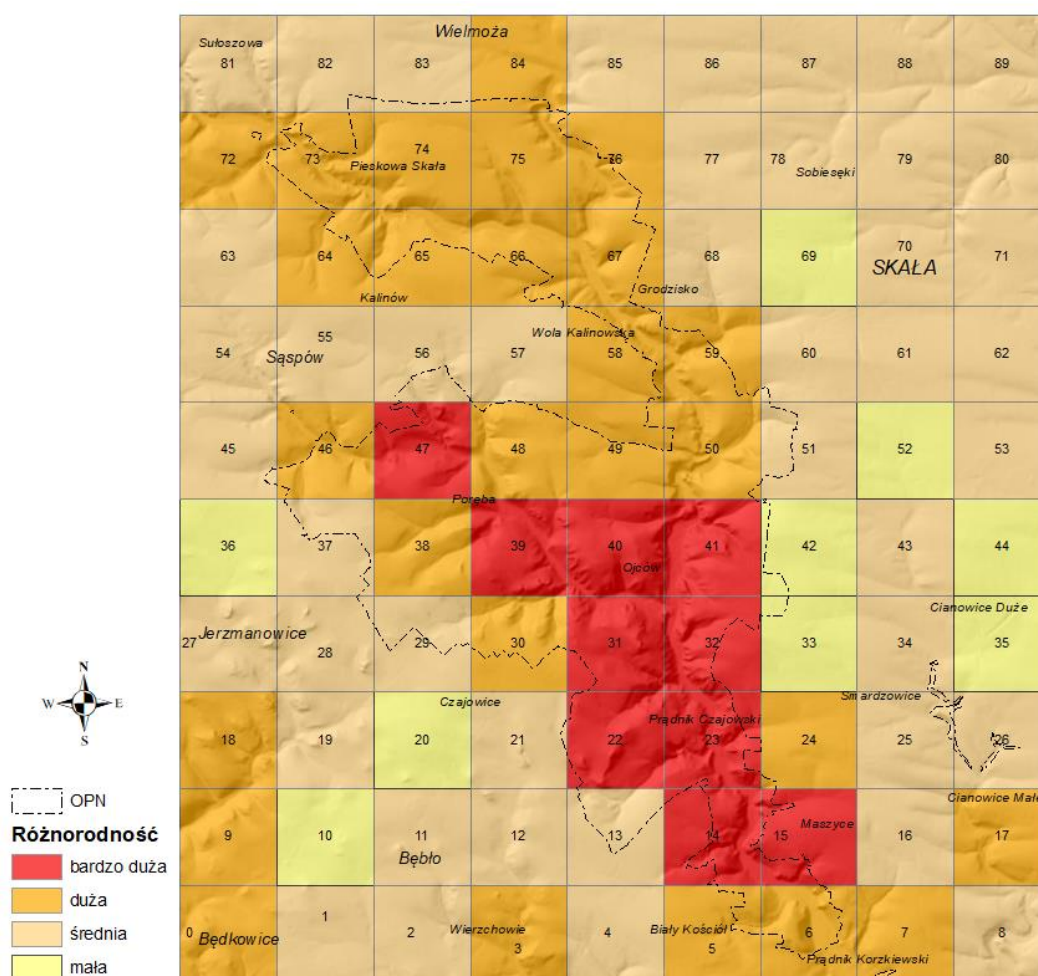 Wielmoża
Sułoszowa
81 82 83 84 85 86 87 88 89
72 73 74 75 76 77 78 79 80
Pieskowa Skała
Sobiesęki
63 64 65 66 67 68 69 70 71
SKAŁA
Grodzisko
Kalinów
Wola Kalinowska
54 55 56 57 58 59 60 61 62
Sąspów
45 46 47 48 49 50 51 52 53
Poręba
36 37 38 39 40 41 42 43 44
Ojców
Cianowice Duże
27 28 29 30 31 32 33 34 35
Jerzmanowice
N
W E
S
Smardzowice
Czajowice
Prądnik Czajowski
18 19 20 21 22 23 24 25 26
Cianowice Małe
OPN
Różnorodność
bardzo duża
duża
średnia
mała
9 10 11 12 13 14 15 16 17
Maszyce
Bębło
0 1 2 3 4 5 6 7 8
Będkowice
Wierzchowie
Biały Kościół
Prądnik Korzkiewski